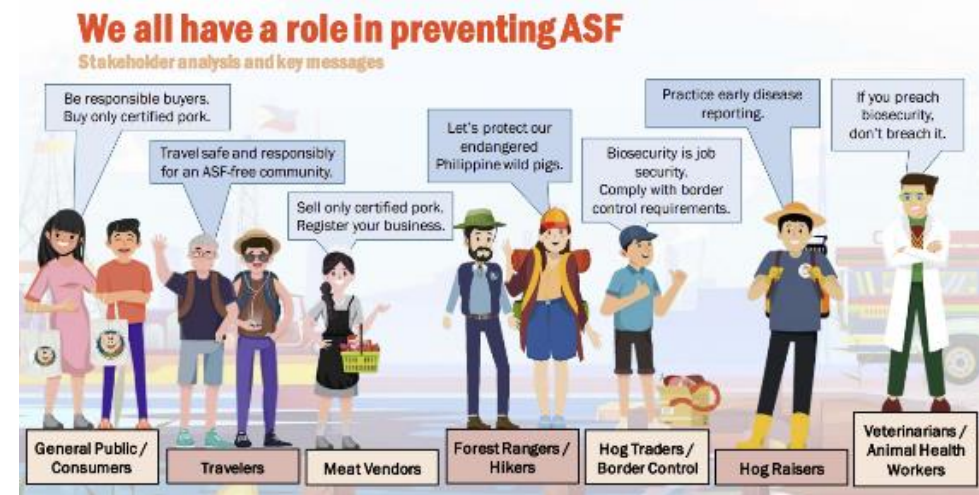 We all have a role in preventing ASF
Stakeholder analysis and key messages
Be responsible buyers.
Buy only certified pork.
Travel safe and responsibly
for an ASF-free community.
Sell only certified pork.
Register your business.
Let's protect our
endangered
Philippine wild pigs.
Biosecurity is job
security.
Comply with border
control requirements.
Practice early disease
reporting.
If you preach
biosecurity,
don't breach it.
General Public /
Consumers
Travelers
Meat Vendors
Forest Rangers /
Hikers
Hog Traders /
Border Control
Hog Raisers
Veterinarians /
Animal Health
Workers